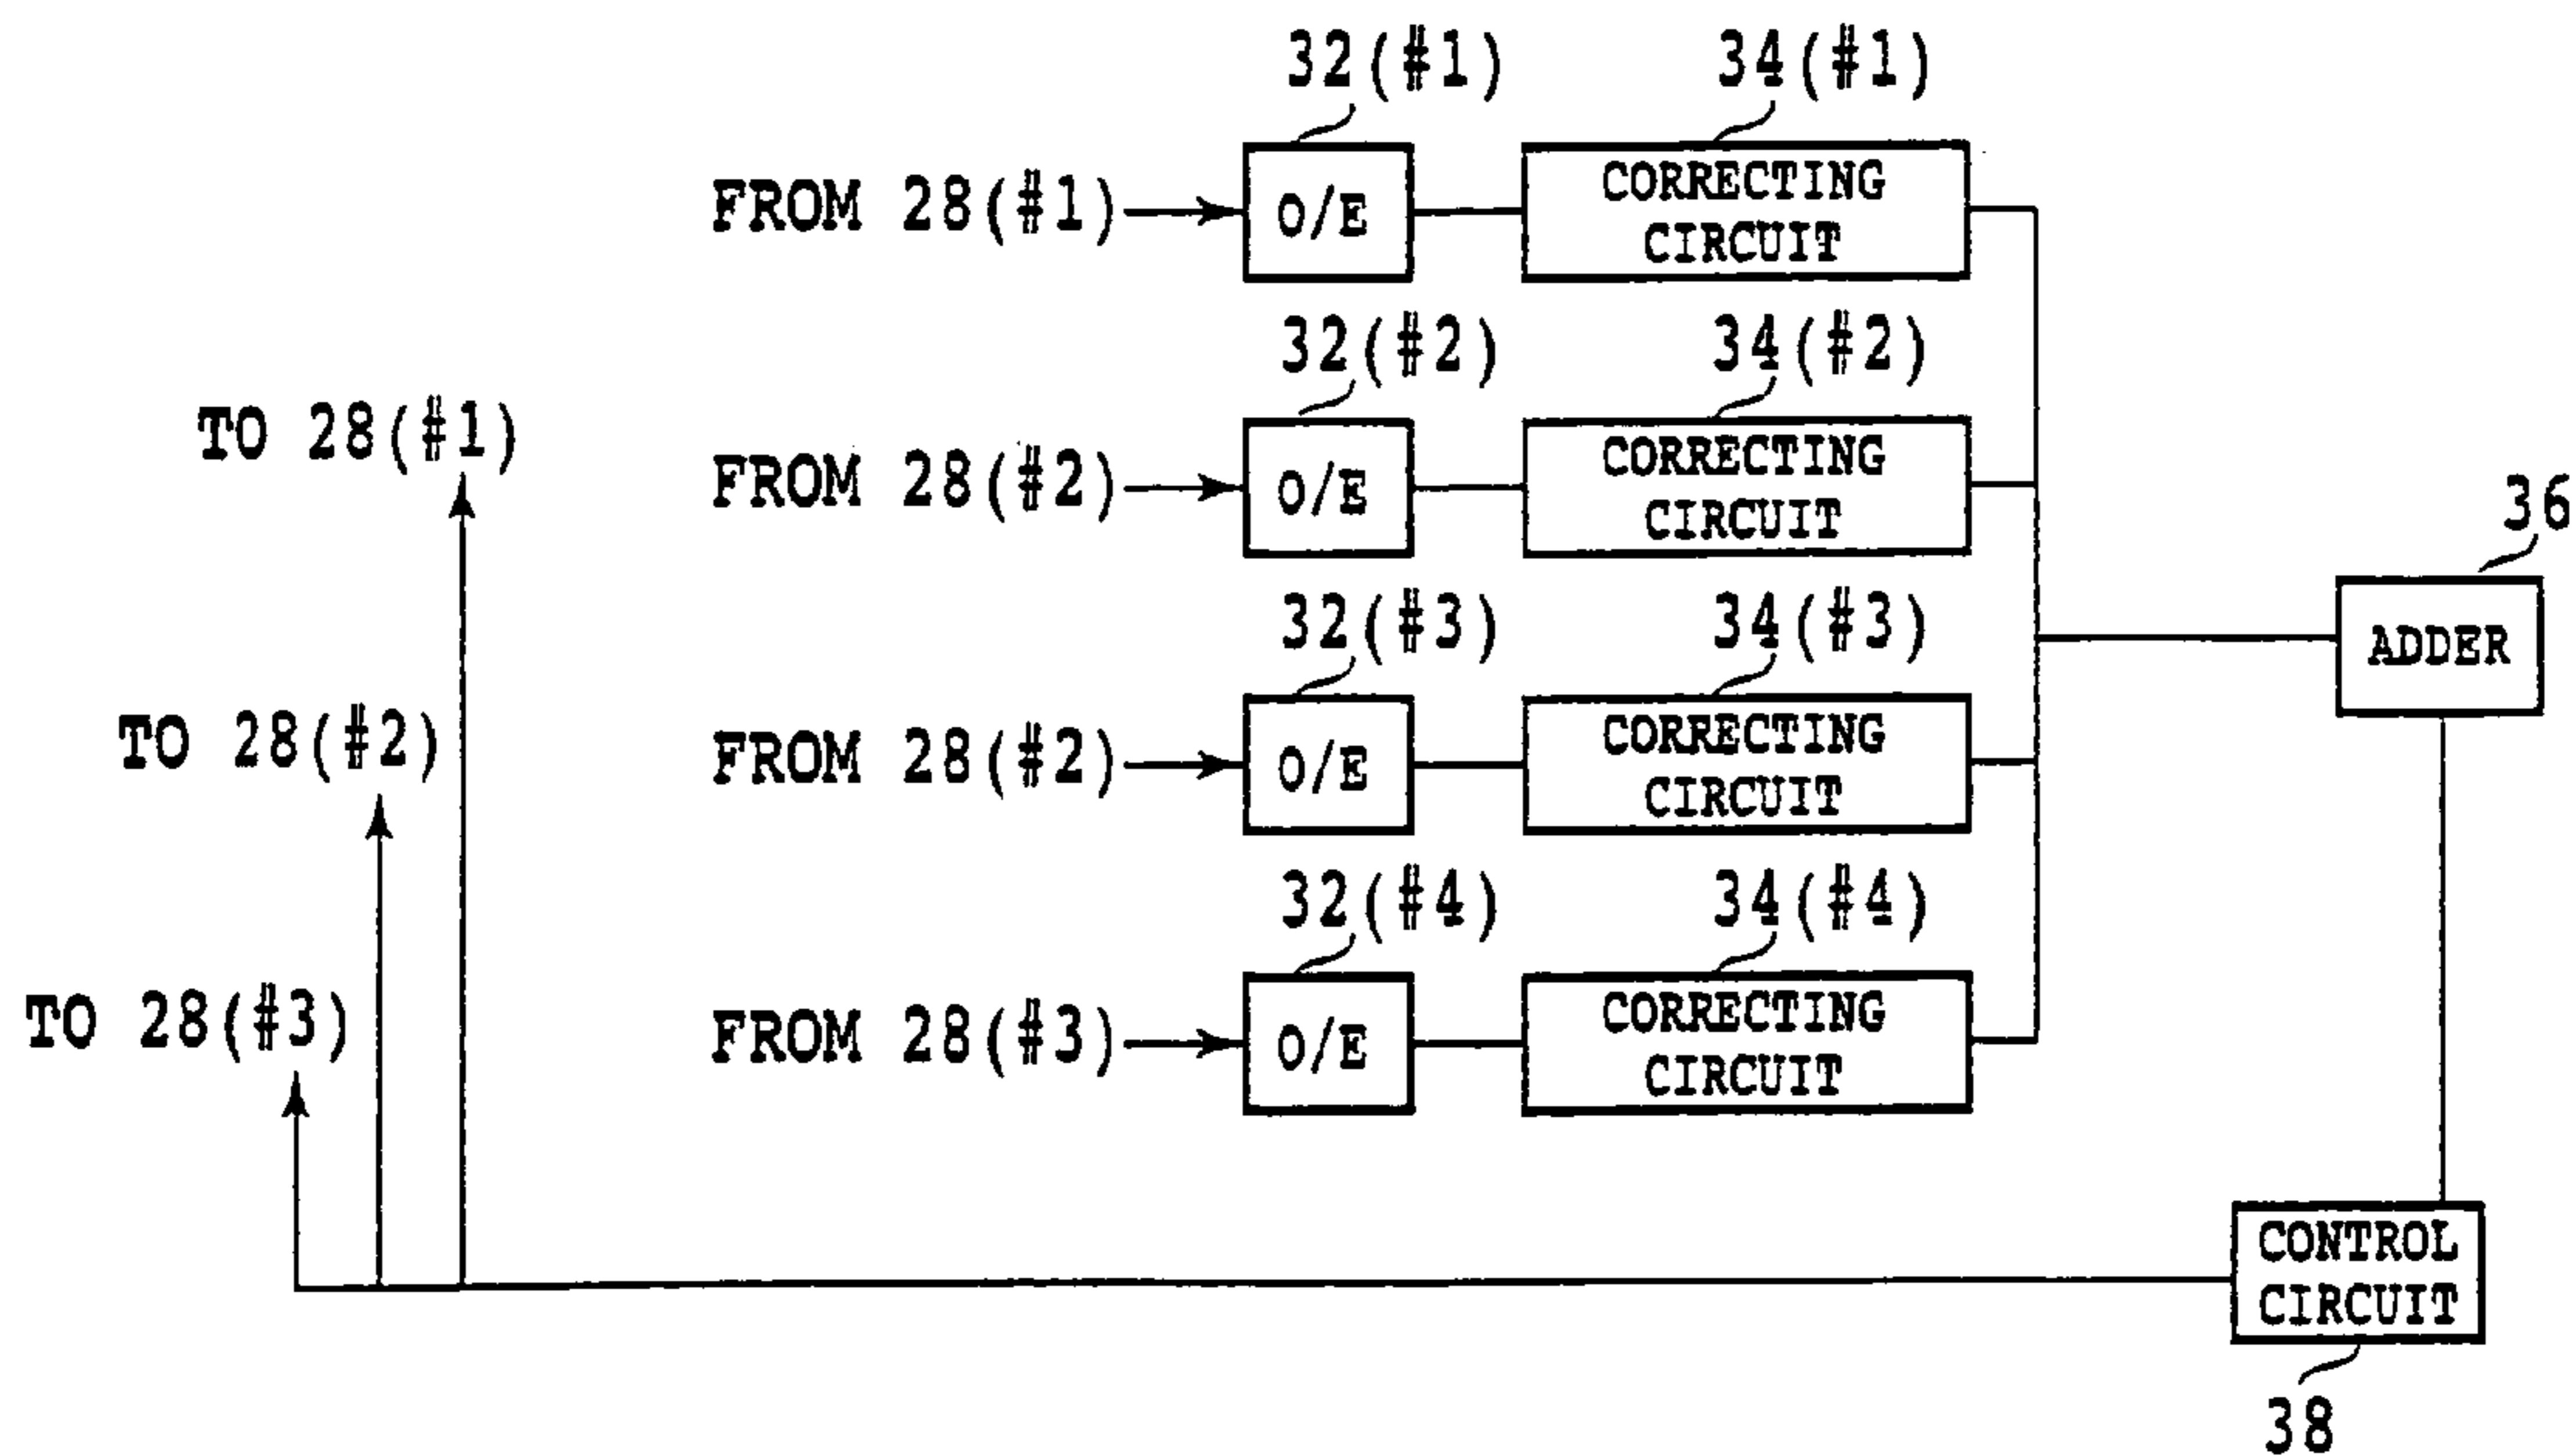 32(#1)
34(#1)
FROM 28(#1)
O/E
CORRECTING
CIRCUIT
32(#2)
34(#2)
TO 28(#1)
FROM 28(#2)
O/E
CORRECTING
CIRCUIT
36
ADDER
32(#3)
34(#3)
TO 28(#2)
FROM 28(#2)
O/E
CORRECTING
CIRCUIT
32(#4)
34(#4)
TO 28(#3)
FROM 28(#3)
O/E
CORRECTING
CIRCUIT
CONTROL
CIRCUIT
38